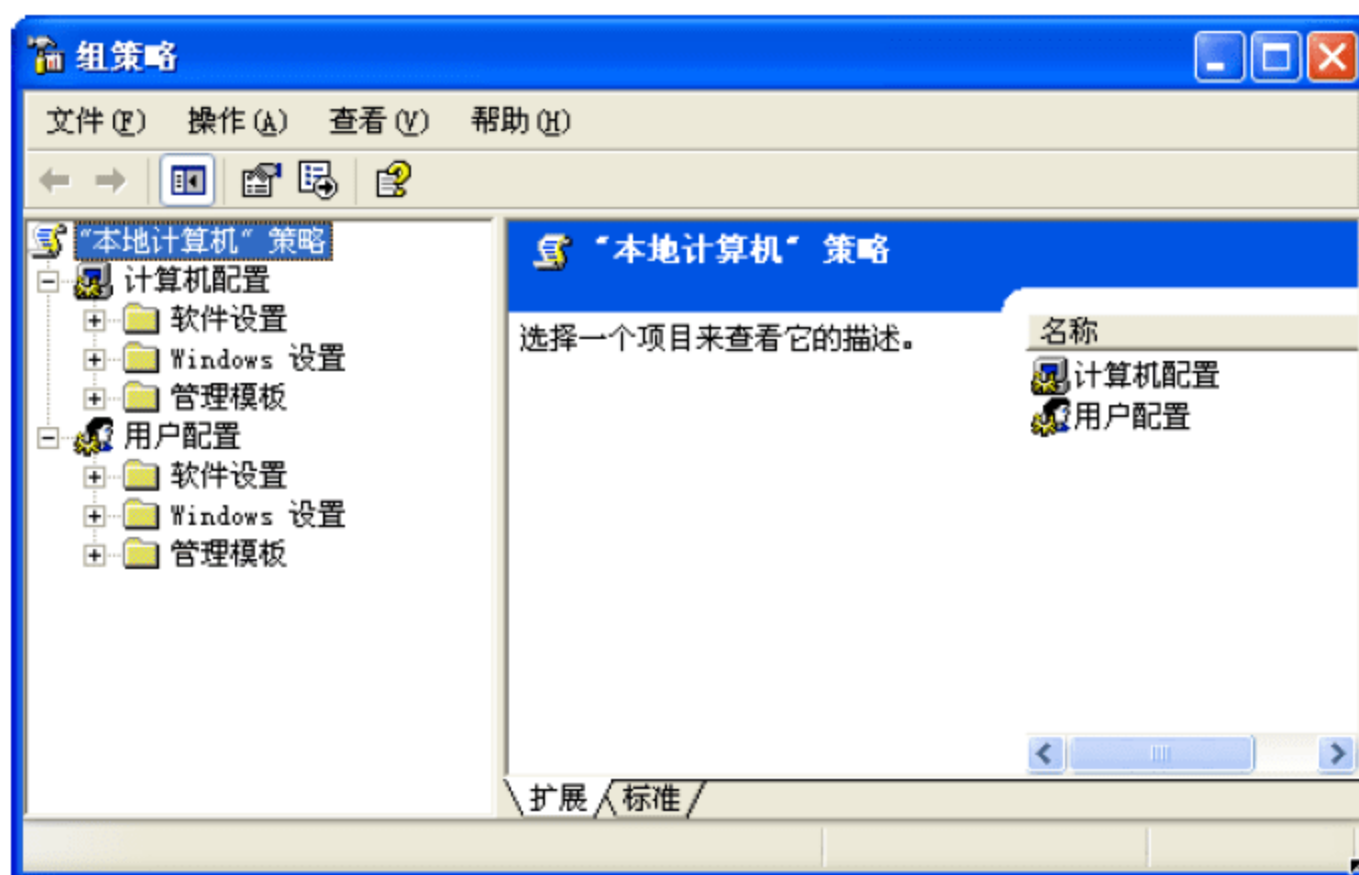 组策略
文件(F) 操作(A) 查看(V) 帮助(H)
"本地计算机" 策略
计算机配置
软件设置
Windows 设置
管理模板
用户配置
软件设置
Windows 设置
管理模板
"本地计算机" 策略
选择一个项目来查看它的描述。
名称
计算机配置
用户配置
扩展 标准